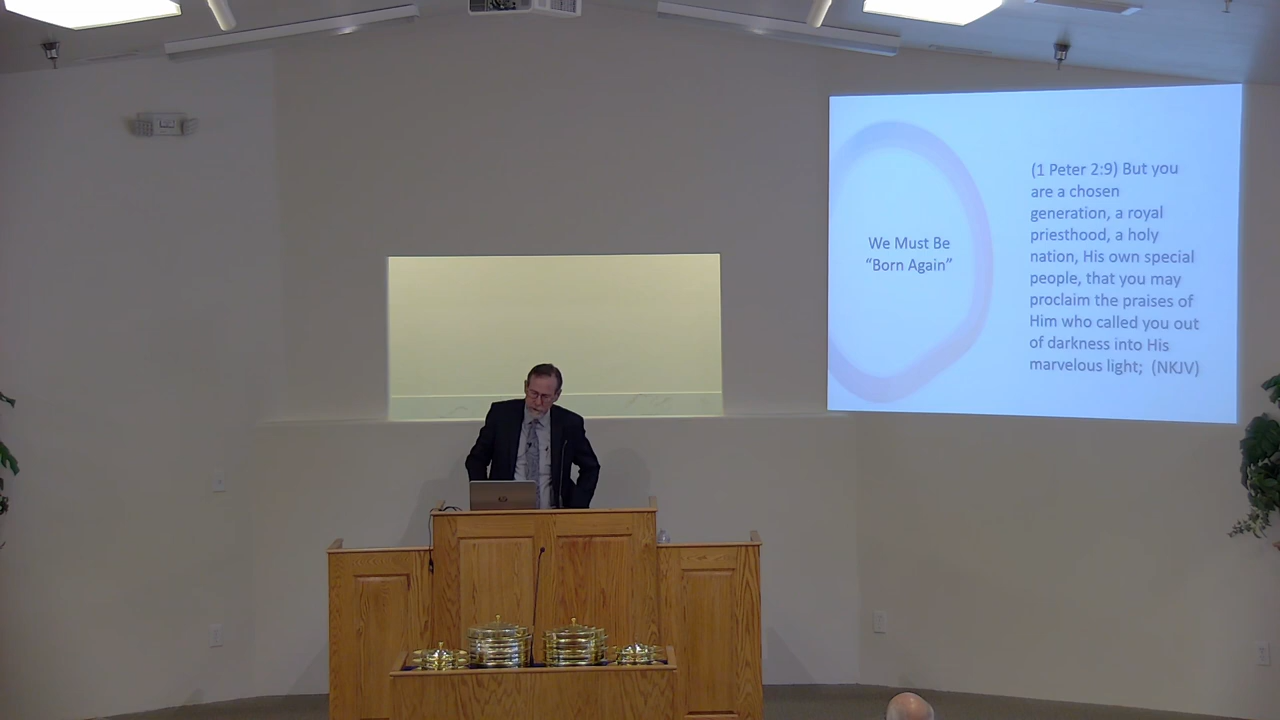 We Must Be
“Born Again”
(1 Peter 2:9) But you
are a chosen
generation, a royal
priesthood, a holy
nation, His own special
people, that you may
proclaim the praises of
Him who called you out
of darkness into His
marvelous light;  (NKJV)